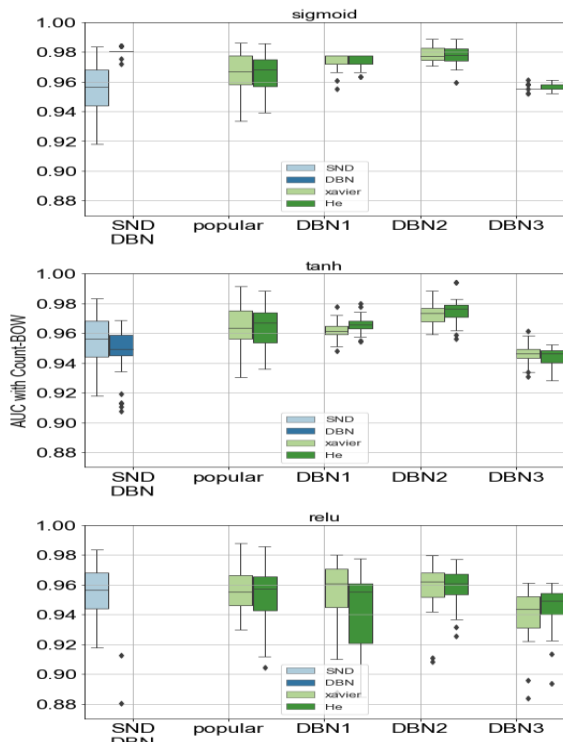 sigmoid
1.00
0.98
0.96
0.94
0.92
0.90
0.88
SND
DBN
xavier
He
SND popular DBN1 DBN2 DBN3
DBN
tanh
AUC with Count-BOW
1.00
0.98
0.96
0.94
0.92
0.90
0.88
SND
DBN
xavier
He
SND popular DBN1 DBN2 DBN3
DBN
relu
1.00
0.98
0.96
0.94
0.92
0.90
0.88
SND
DBN
xavier
He
SND popular DBN1 DBN2 DBN3
DBN